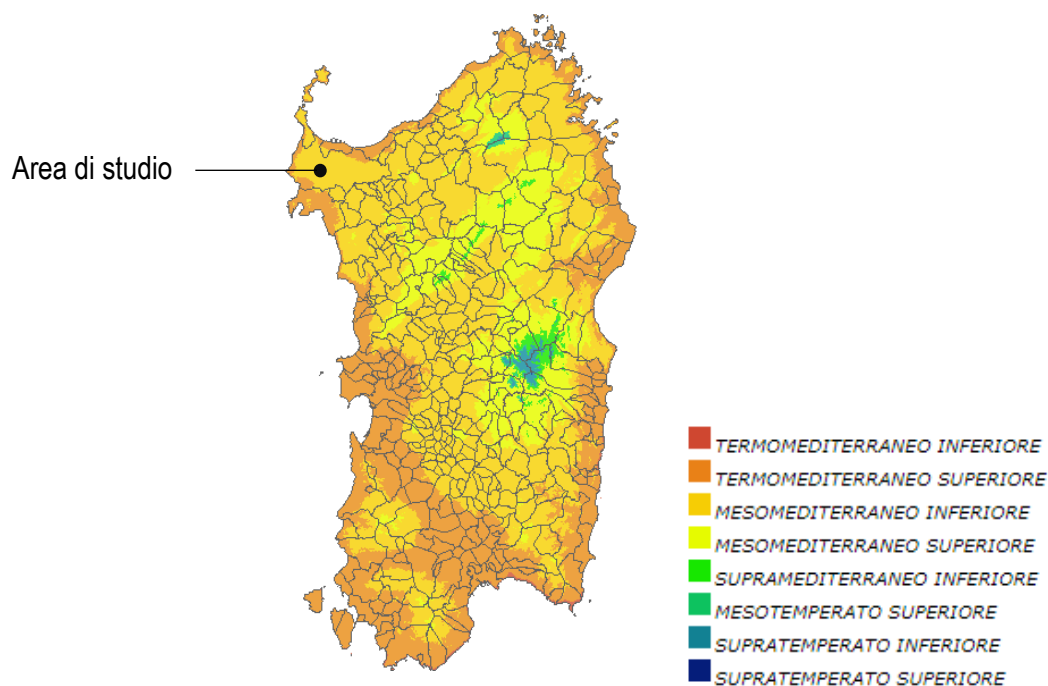 Area di studio
TERMOMEDITERRANEO INFERIORE
TERMOMEDITERRANEO SUPERIORE
MESOMEDITERRANEO INFERIORE
MESOMEDITERRANEO SUPERIORE
SUPRAMEDITERRANEO INFERIORE
MESOTEMPERATO SUPERIORE
SUPRATEMPERATO INFERIORE
SUPRATEMPERATO SUPERIORE